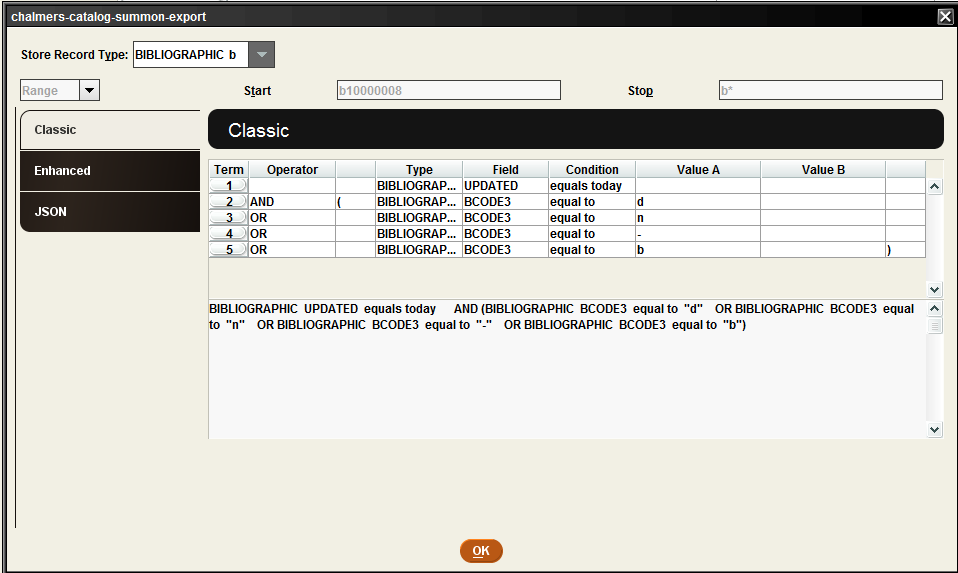 chalmers-catalog-summon-export
Store Record Type: BIBLIOGRAPHIC b
Range Start b10000008 Stop b*
Classic
Enhanced
JSON
Classic
Term Operator Type Field Condition Value A Value B
1 BIBLIOGRAP... UPDATED equals today
2 AND ( BIBLIOGRAP... BCODE3 equal to d
3 OR BIBLIOGRAP... BCODE3 equal to n
4 OR BIBLIOGRAP... BCODE3 equal to -
5 OR BIBLIOGRAP... BCODE3 equal to b )
BIBLIOGRAPHIC UPDATED equals today AND (BIBLIOGRAPHIC BCODE3 equal to "d" OR BIBLIOGRAPHIC BCODE3 equal
to "n" OR BIBLIOGRAPHIC BCODE3 equal to "-" OR BIBLIOGRAPHIC BCODE3 equal to "b")
OK